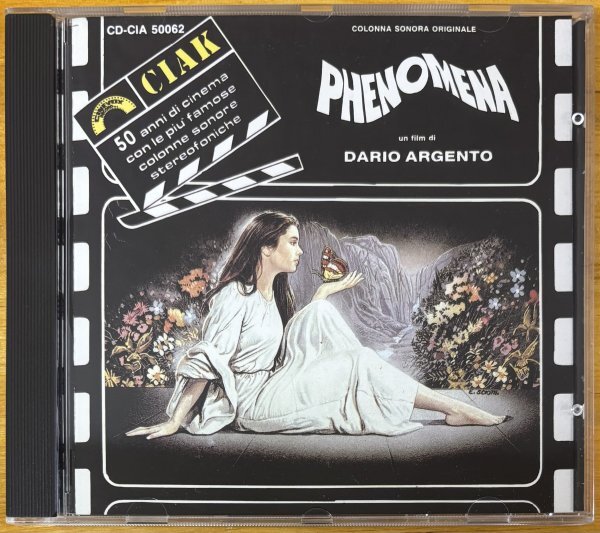 CD-CIA 50062
CIAK
50 anni di cinema
con le piu' famose
colonne sonore
stereofoniche
COLONNA SONORA ORIGINALE
PHENOMENA
un film di
DARIO ARGENTO